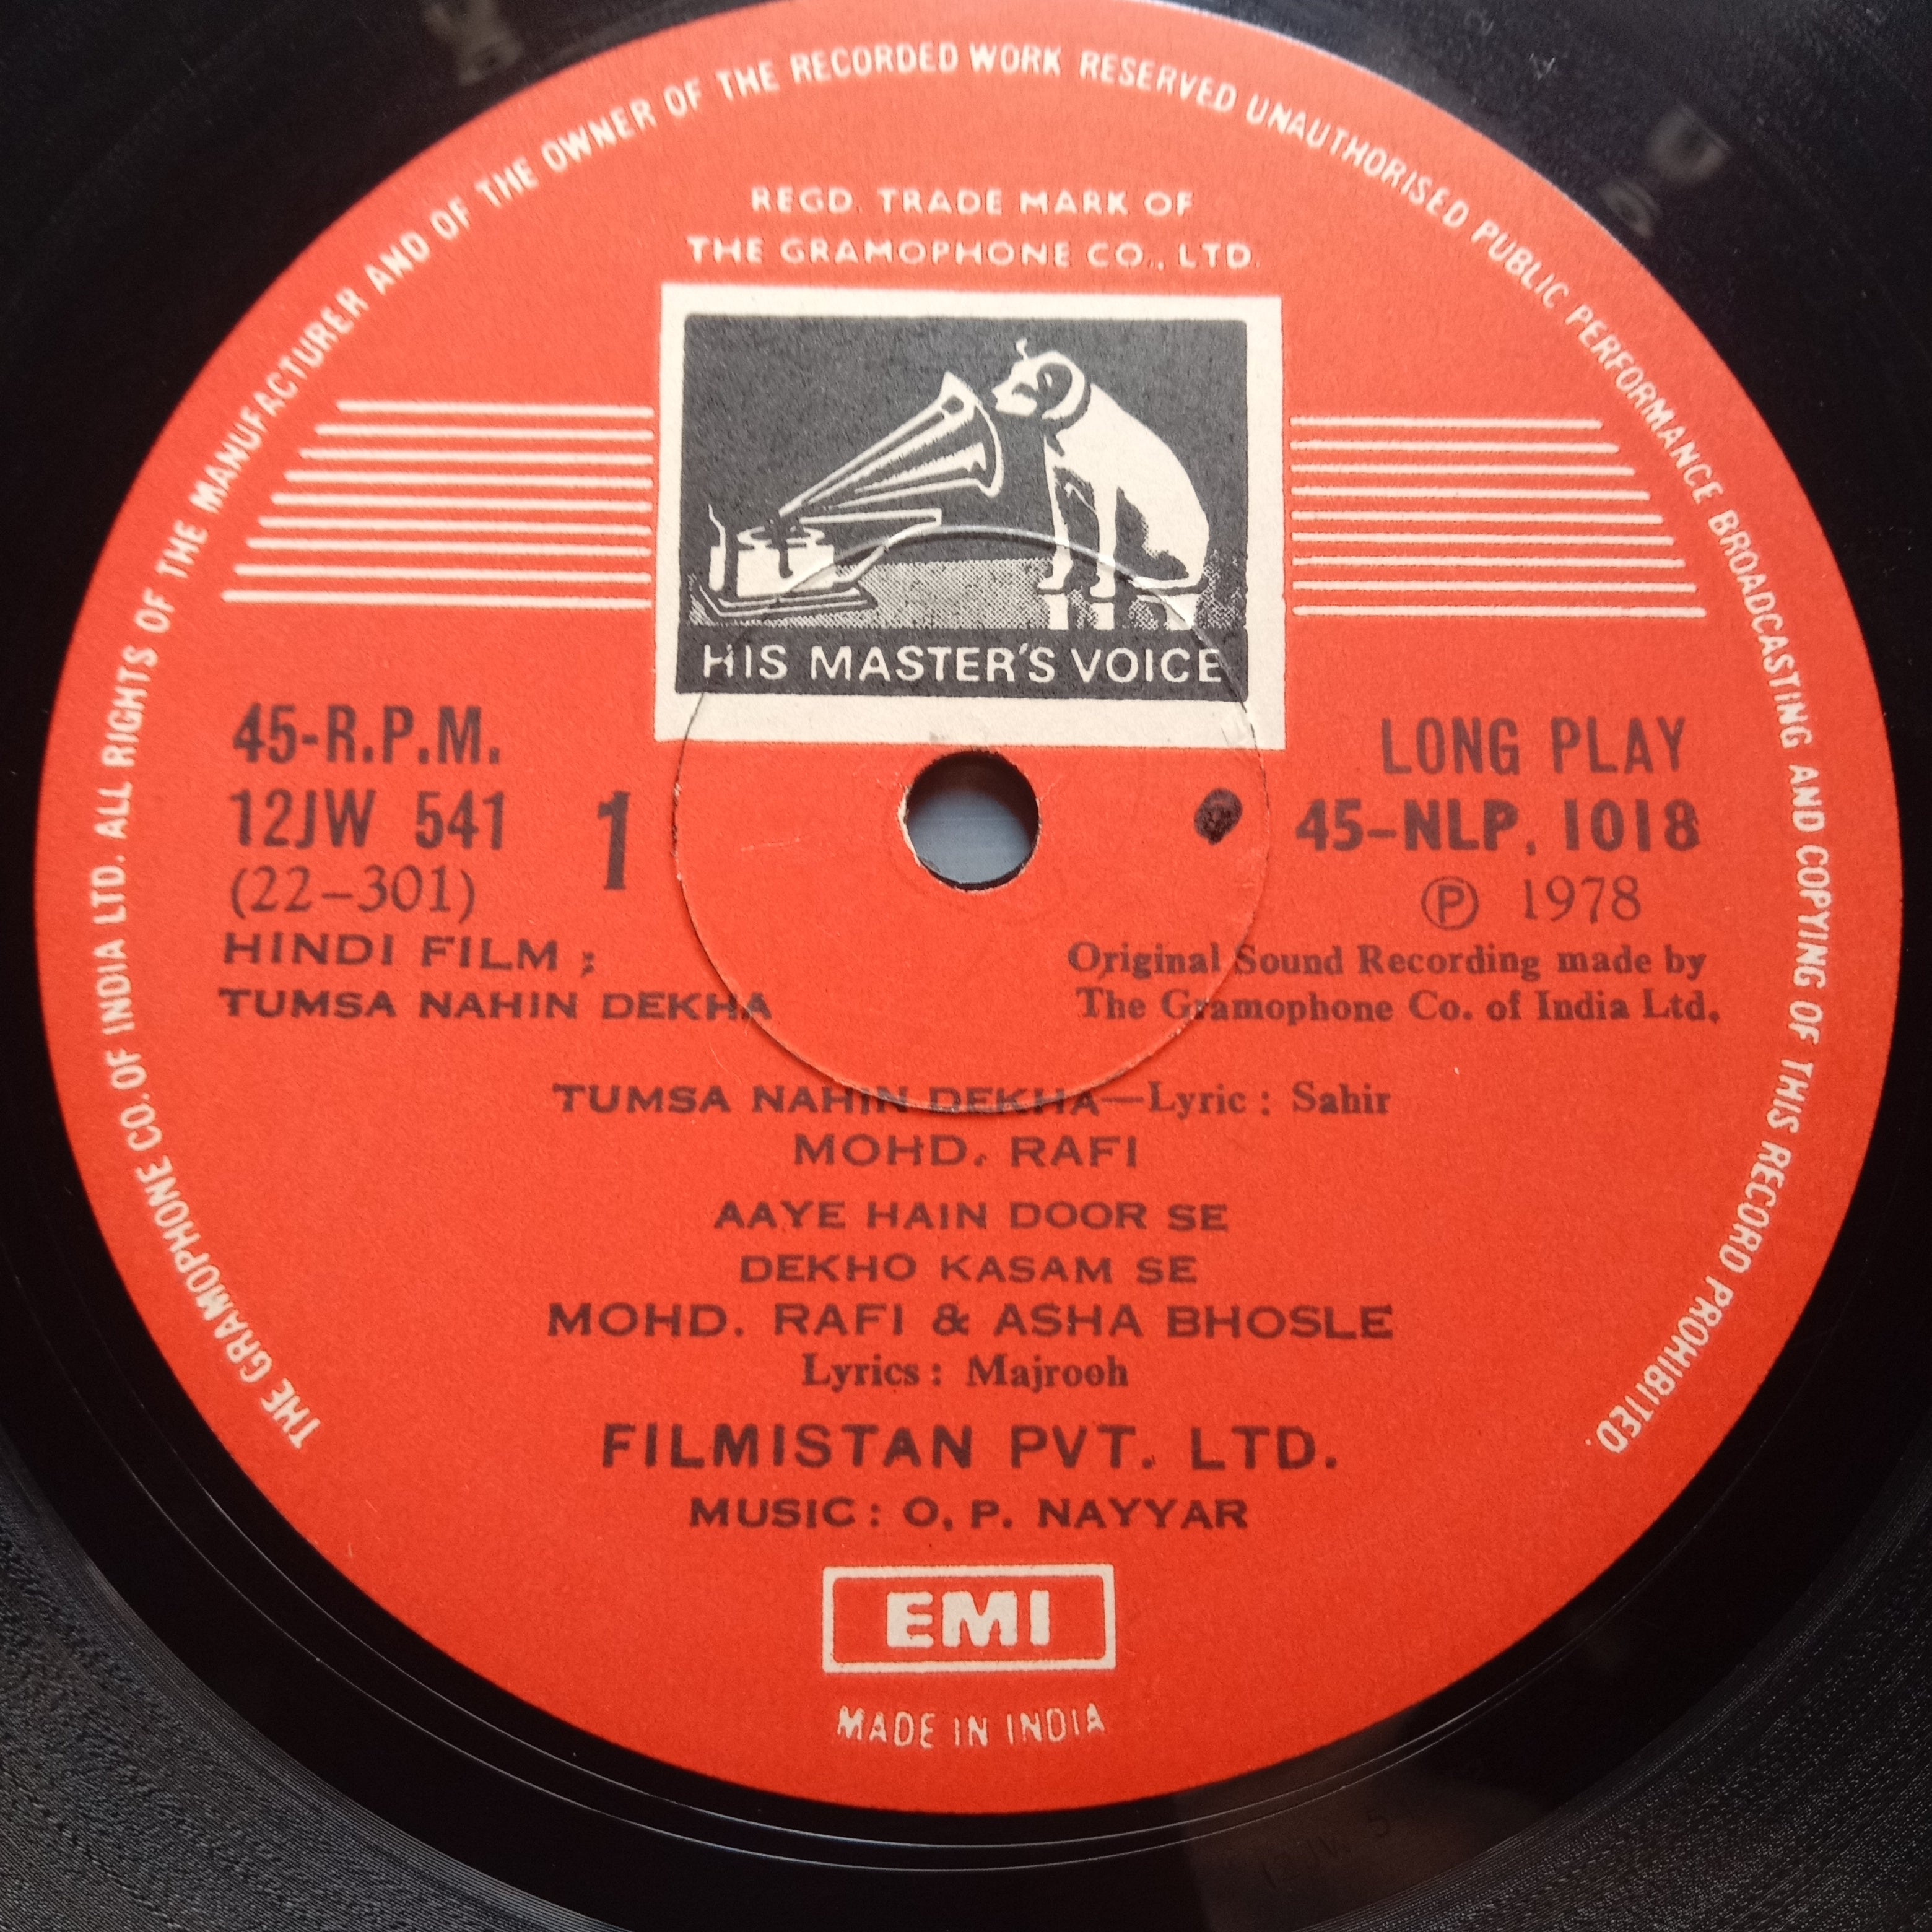 THE GRAMOPHONE CO. OF INDIA LTD. ALL RIGHTS OF THE MANUFACTURER AND OF THE OWNER OF THE RECORDED WORK RESERVED UNAUTHORISED PUBLIC PERFORMANCE BROADCASTING AND COPYING OF THIS RECORD PROHIBITED.
REGD. TRADE MARK OF
THE GRAMOPHONE CO., LTD.
HIS MASTER'S VOICE
45-R.P.M.
12JW 541
1
(22-301)
HINDI FILM ;
TUMSA NAHIN DEKHA
LONG PLAY
45-NLP. 1018
Ⓟ 1978
Original Sound Recording made by
The Gramophone Co. of India Ltd.
TUMSA NAHIN DEKHA—Lyric : Sahir
MOHD. RAFI
AAYE HAIN DOOR SE
DEKHO KASAM SE
MOHD. RAFI & ASHA BHOSLE
Lyrics : Majrooh
FILMISTAN PVT. LTD.
MUSIC : O. P. NAYYAR
EMI
MADE IN INDIA